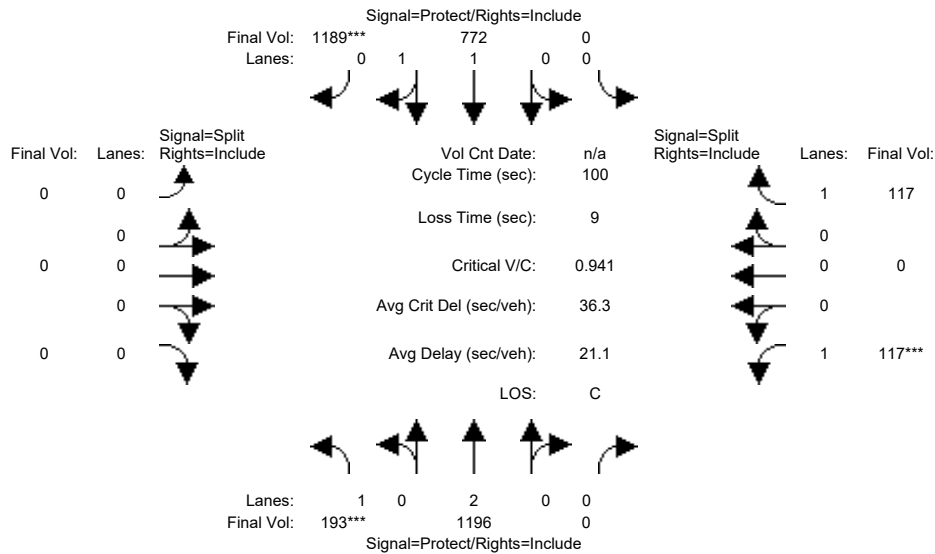 Signal=Protect/Rights=Include
Final Vol: 1189*** 772 0
Lanes: 0 1 1 0 0
Signal=Split
Final Vol: Lanes: Rights=Include
Vol Cnt Date: n/a
Cycle Time (sec): 100
Signal=Split
Rights=Include Lanes: Final Vol:
0 0
1 117
Loss Time (sec): 9
0
0
0 0
Critical V/C: 0.941
0 0
0
Avg Crit Del (sec/veh): 36.3
0
0 0
Avg Delay (sec/veh): 21.1
1 117***
LOS: C
Lanes: 1 0 2 0 0
Final Vol: 193*** 1196 0
Signal=Protect/Rights=Include